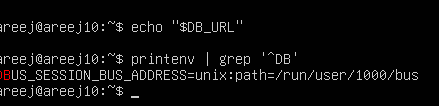 areej@areej10:~$ echo "$DB_URL"

areej@areej10:~$ printenv | grep '^DB'
DBUS_SESSION_BUS_ADDRESS=unix:path=/run/user/1000/bus
areej@areej10:~$ _